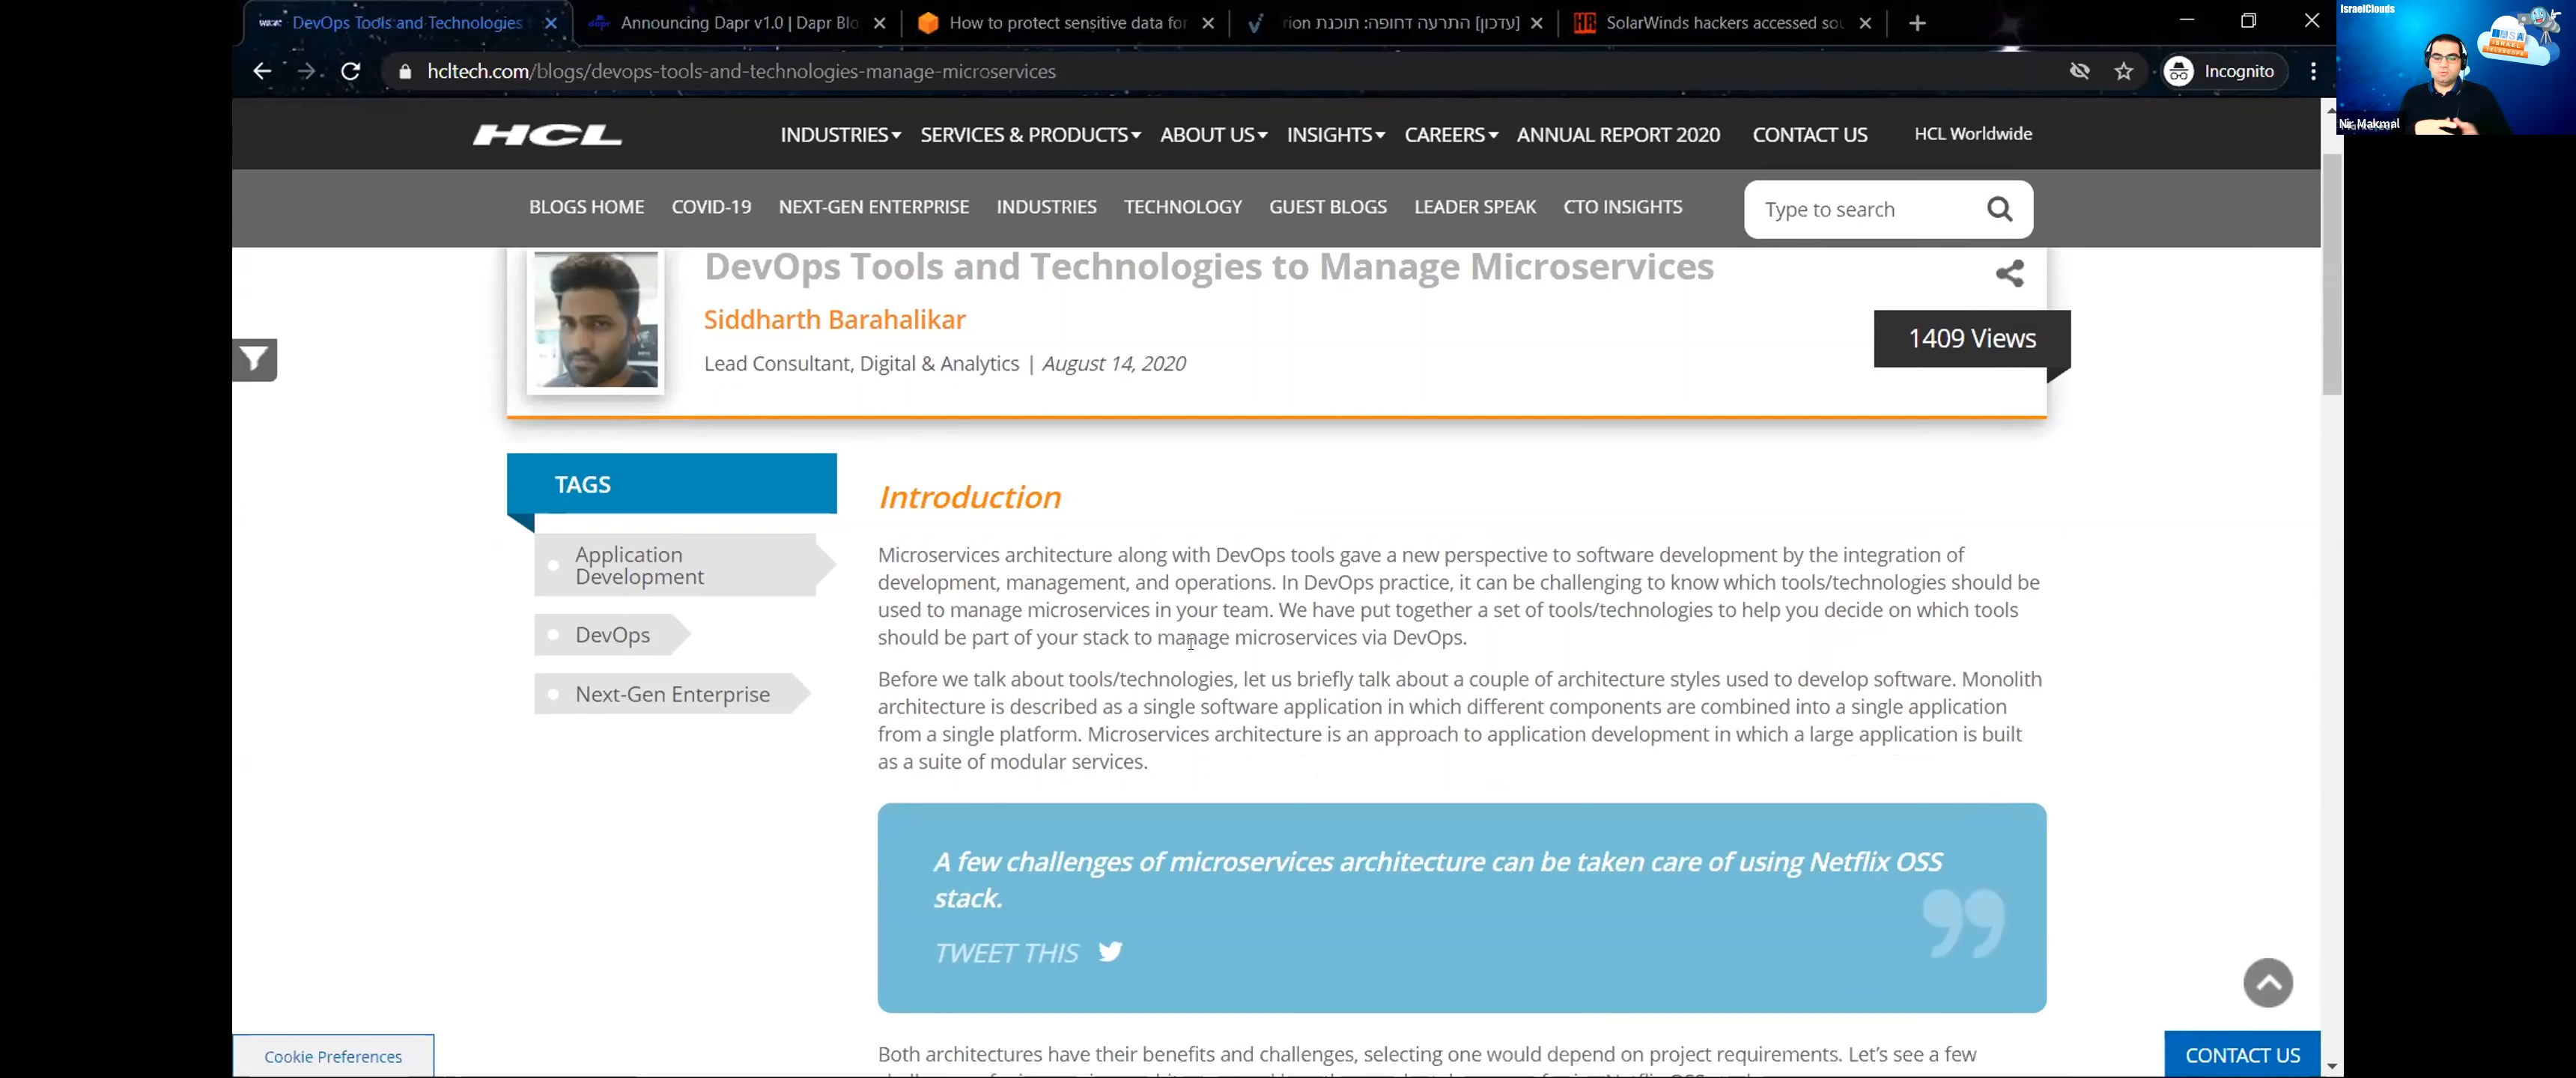 DevOps Tools and Technologies
Announcing Dapr v1.0 | Dapr Blo
How to protect sensitive data for
[עדכון] התרעה דחופה: תוכנת rion
SolarWinds hackers accessed sou
hcltech.com/blogs/devops-tools-and-technologies-manage-microservices
Incognito
IsraelClouds
Nir Makmal
HCL
INDUSTRIES
SERVICES & PRODUCTS
ABOUT US
INSIGHTS
CAREERS
ANNUAL REPORT 2020
CONTACT US
HCL Worldwide
BLOGS HOME
COVID-19
NEXT-GEN ENTERPRISE
INDUSTRIES
TECHNOLOGY
GUEST BLOGS
LEADER SPEAK
CTO INSIGHTS
Type to search
DevOps Tools and Technologies to Manage Microservices
Siddharth Barahalikar
Lead Consultant, Digital & Analytics | August 14, 2020
1409 Views
TAGS
Application
Development
DevOps
Next-Gen Enterprise
Introduction
Microservices architecture along with DevOps tools gave a new perspective to software development by the integration of
development, management, and operations. In DevOps practice, it can be challenging to know which tools/technologies should be
used to manage microservices in your team. We have put together a set of tools/technologies to help you decide on which tools
should be part of your stack to manage microservices via DevOps.
Before we talk about tools/technologies, let us briefly talk about a couple of architecture styles used to develop software. Monolith
architecture is described as a single software application in which different components are combined into a single application
from a single platform. Microservices architecture is an approach to application development in which a large application is built
as a suite of modular services.
A few challenges of microservices architecture can be taken care of using Netflix OSS
stack.
TWEET THIS
Both architectures have their benefits and challenges, selecting one would depend on project requirements. Let's see a few
Cookie Preferences
CONTACT US